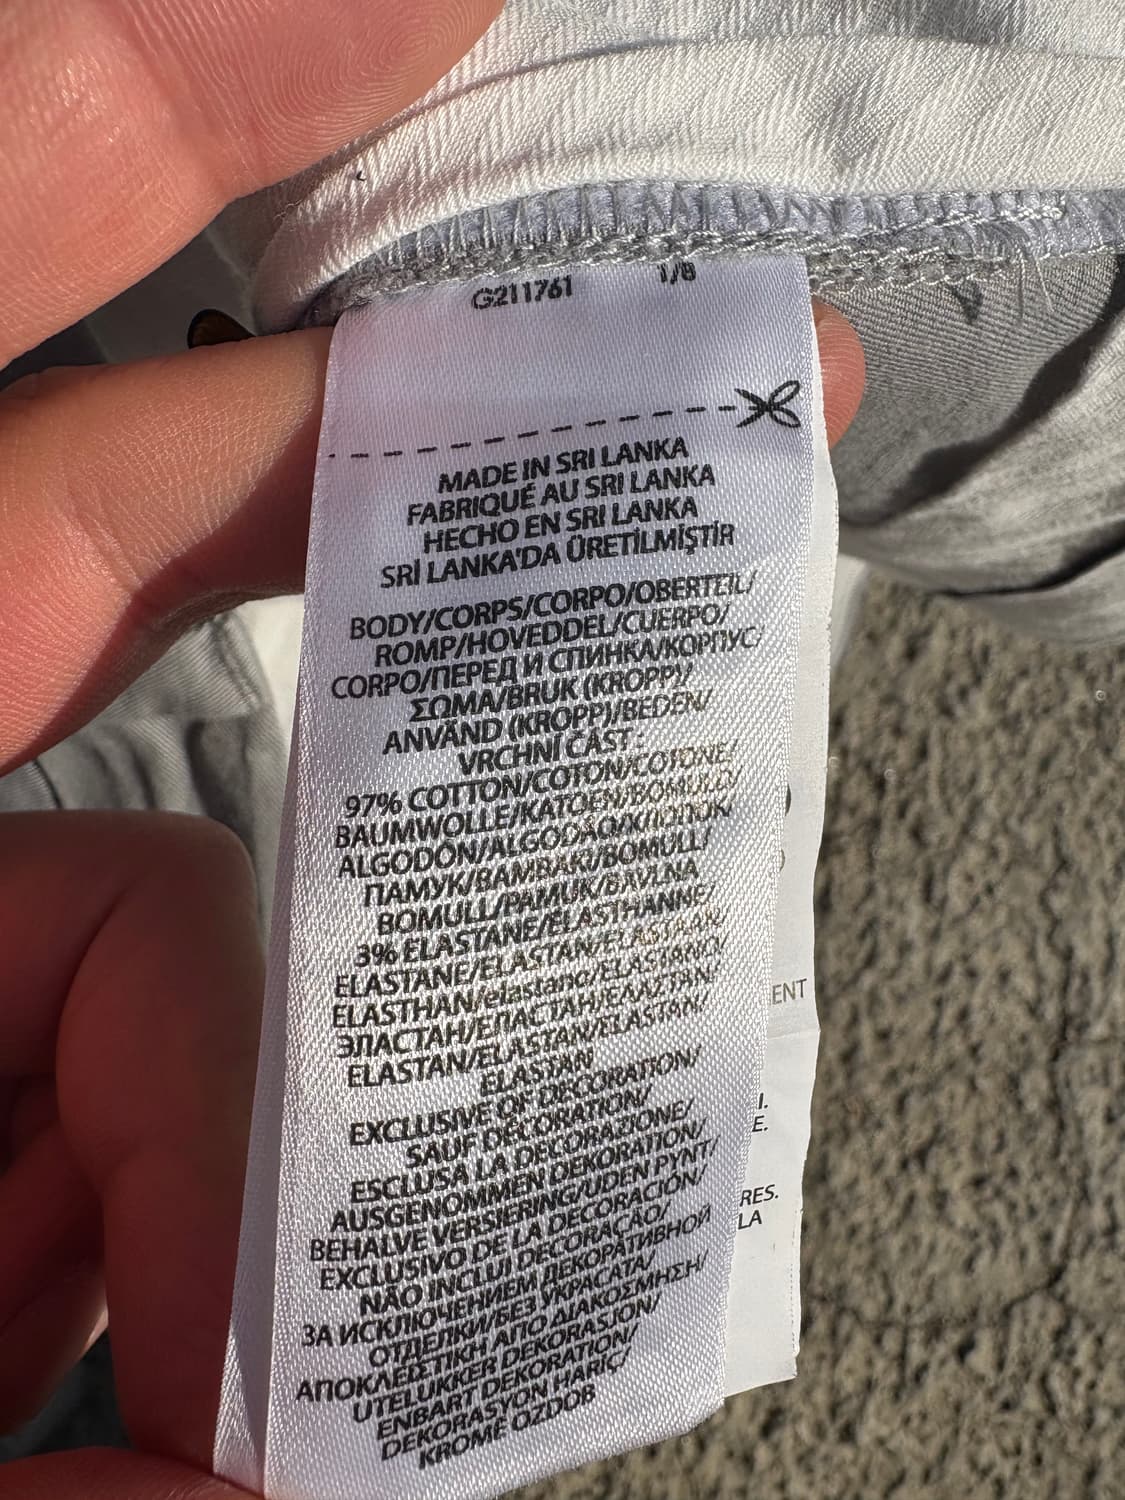 G211761 1/8
MADE IN SRI LANKA
FABRIQUÉ AU SRI LANKA
HECHO EN SRI LANKA
SRİ LANKA'DA ÜRETİLMİŞTİR
BODY/CORPS/CORPO/OBERTEIL/
ROMP/HOVEDDEL/CUERPO/
CORPO/ПЕРЕД И СПИНКА/КОРПУС/
ΣΩΜΑ/BRUK (KROPP)/
ANVÄND (KROPP)/BEDEN/
VRCHNÍ ČÁST :
97% COTTON/COTON/COTONE/
BAUMWOLLE/KATOEN/BOMULD/
ALGODÓN/ALGODÃO/ХЛОПОК/
ПАМУК/ΒΑΜΒΑΚΙ/BOMULL/
BOMULL/PAMUK/BAVLNA
3% ELASTANE/ÉLASTHANNE/
ELASTANE/ELASTAN/ELASTAAN/
ELASTHAN/elastano/ELASTANO/
ЭЛАСТАН/ЕЛАСТАН/ΕΛΑΣΤΑΝ/
ELASTAN/ELASTAN/ELASTAN/
ELASTAN
EXCLUSIVE OF DECORATION/
SAUF DÉCORATION/
ESCLUSA LA DECORAZIONE/
AUSGENOMMEN DEKORATION/
BEHALVE VERSIERING/UDEN PYNT/
EXCLUSIVO DE LA DECORACIÓN/
NÃO INCLUI DECORAÇÃO/
ЗА ИСКЛЮЧЕНИЕМ ДЕКОРАТИВНОЙ
ОТДЕЛКИ/БЕЗ УКРАСАТА/
ΑΠΟΚΛΕΙΣΤΙΚΗ ΑΠΟ ΔΙΑΚΟΣΜΗΣΗ/
UTELUKKER DEKORASJON/
ENBART DEKORATION/
DEKORASYON HARİÇ/
KROMĚ OZDOB
ENT
I.
E.
RES.
LA